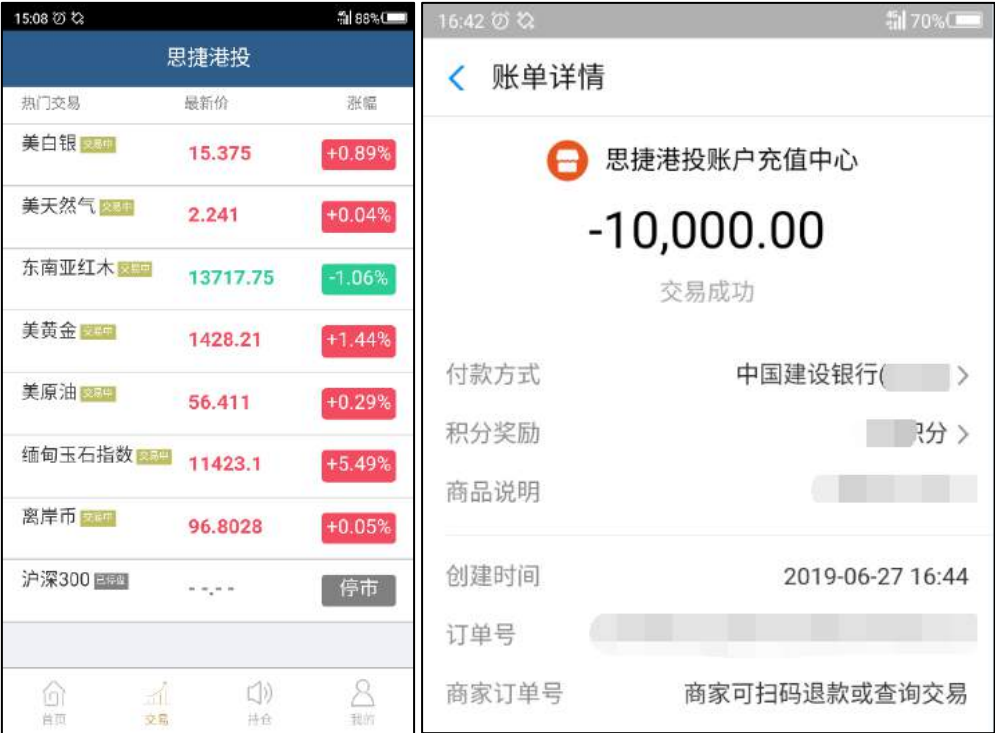 15:08
88%
思捷港投
热门交易 最新价 涨幅
美白银 交易中 15.375 +0.89%
美天然气 交易中 2.241 +0.04%
东南亚红木 交易中 13717.75 -1.06%
美黄金 交易中 1428.21 +1.44%
美原油 交易中 56.411 +0.29%
缅甸玉石指数 交易中 11423.1 +5.49%
离岸币 交易中 96.8028 +0.05%
沪深300 已停盘 --.-- 停市
首页 交易 持仓 我的
16:42
70%
账单详情
思捷港投账户充值中心
-10,000.00
交易成功
付款方式 中国建设银行(
积分奖励 积分
商品说明
创建时间 2019-06-27 16:44
订单号
商家订单号 商家可扫码退款或查询交易